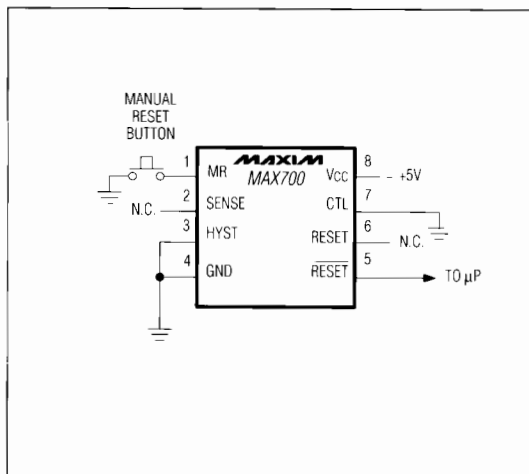 MANUAL
RESET
BUTTON
MAXIM
MAX700
1 MR
2 SENSE
N.C.
3 HYST
4 GND
VCC 8
+5V
CTL 7
RESET 6
N.C.
RESET 5
TO µP